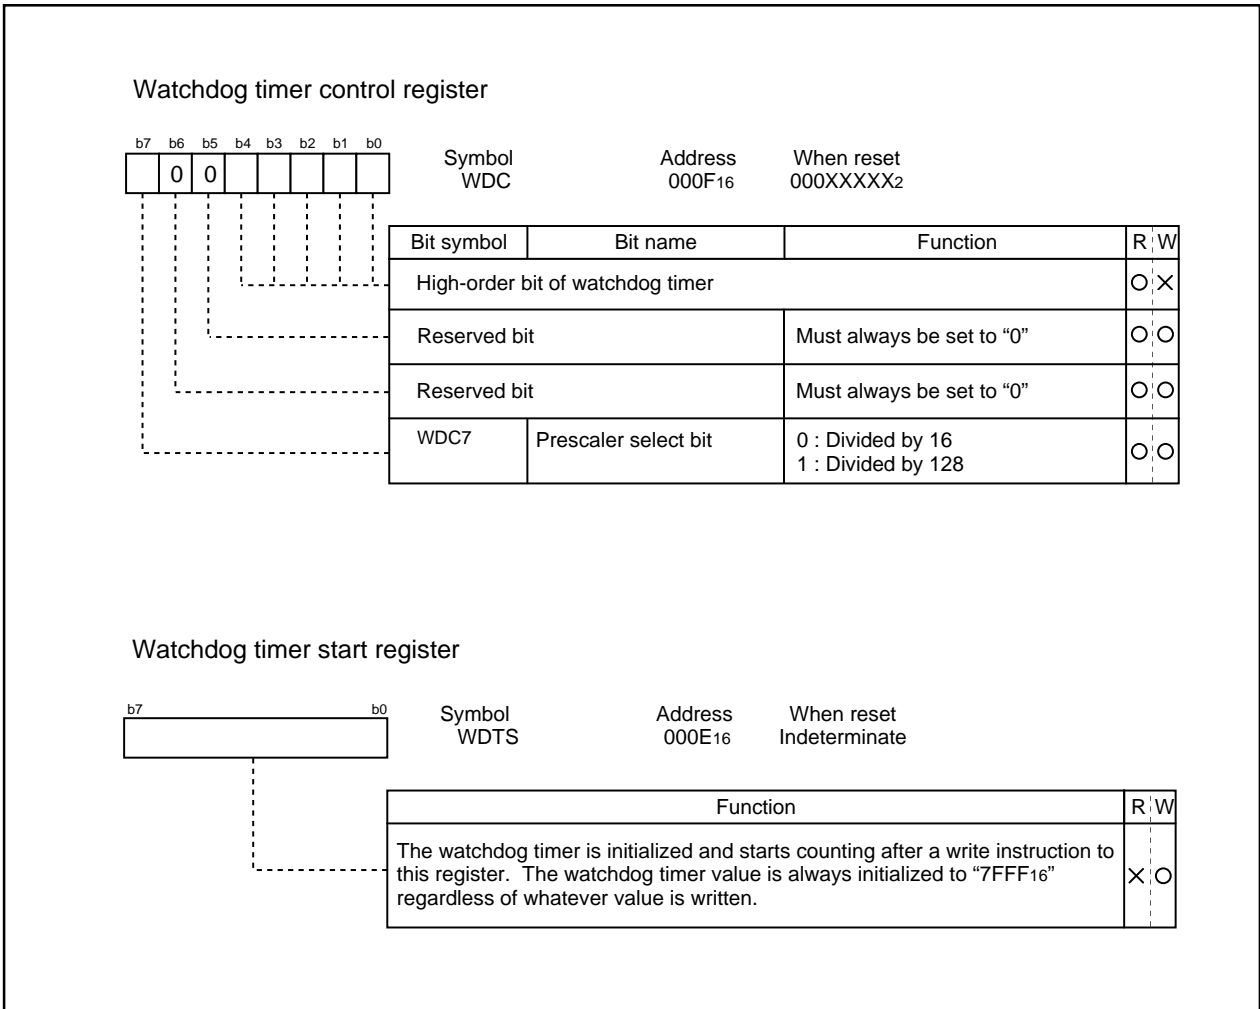 Watchdog timer control register
b7 b6 b5 b4 b3 b2 b1 b0
0 0
Symbol Address When reset
WDC 000F16 000XXXXX2
Bit symbol Bit name Function R W
High-order bit of watchdog timer
Reserved bit Must always be set to “0”
Reserved bit Must always be set to “0”
WDC7 Prescaler select bit 0 : Divided by 16
1 : Divided by 128
Watchdog timer start register
b7 b0
Symbol Address When reset
WDTS 000E16 Indeterminate
Function R W
The watchdog timer is initialized and starts counting after a write instruction to
this register. The watchdog timer value is always initialized to “7FFF16”
regardless of whatever value is written.